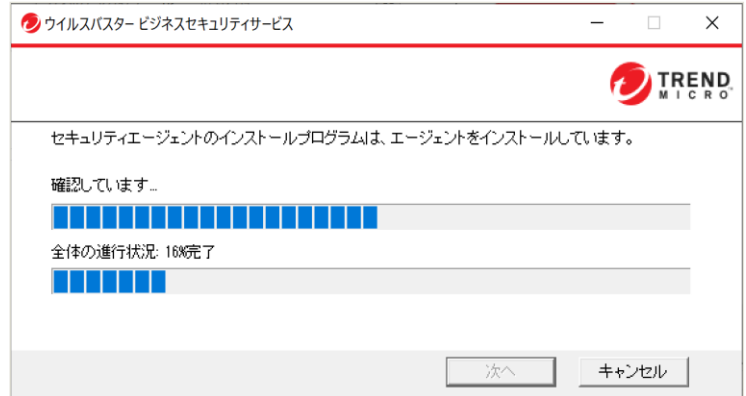 ウイルスバスター ビジネスセキュリティサービス
TREND
MICRO
セキュリティエージェントのインストールプログラムは、エージェントをインストールしています。
確認しています...
全体の進行状況: 16%完了
次へ
キャンセル